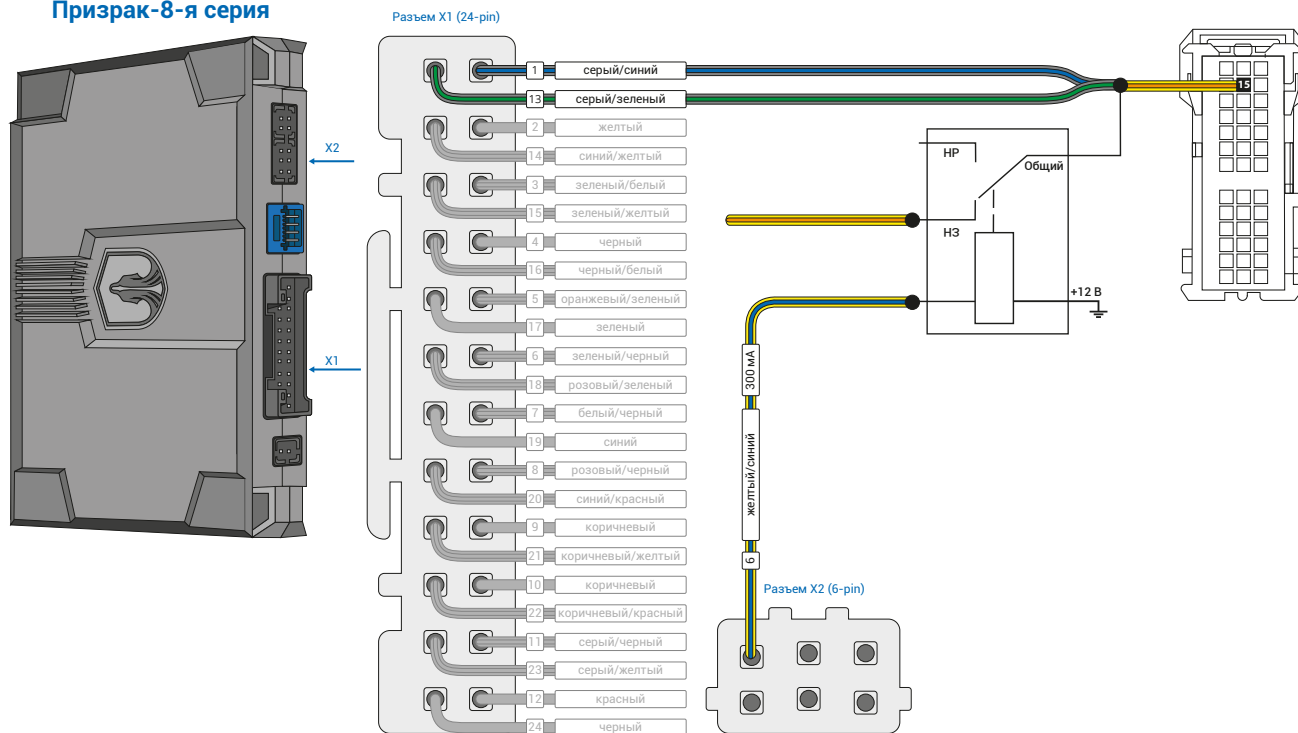 Призрак-8-я серия
Разъем X1 (24-pin)
X2
X1
1 серый/синий
13 серый/зеленый
2 желтый
14 синий/желтый
3 зеленый/белый
15 зеленый/желтый
4 черный
16 черный/белый
5 оранжевый/зеленый
17 зеленый
6 зеленый/черный
18 розовый/зеленый
7 белый/черный
19 синий
8 розовый/черный
20 синий/красный
9 коричневый
21 коричневый/желтый
10 коричневый
22 коричневый/красный
11 серый/черный
23 серый/желтый
12 красный
24 черный
15
НР
Общий
НЗ
+12 В
300 мА
желтый/синий
6
Разъем X2 (6-pin)